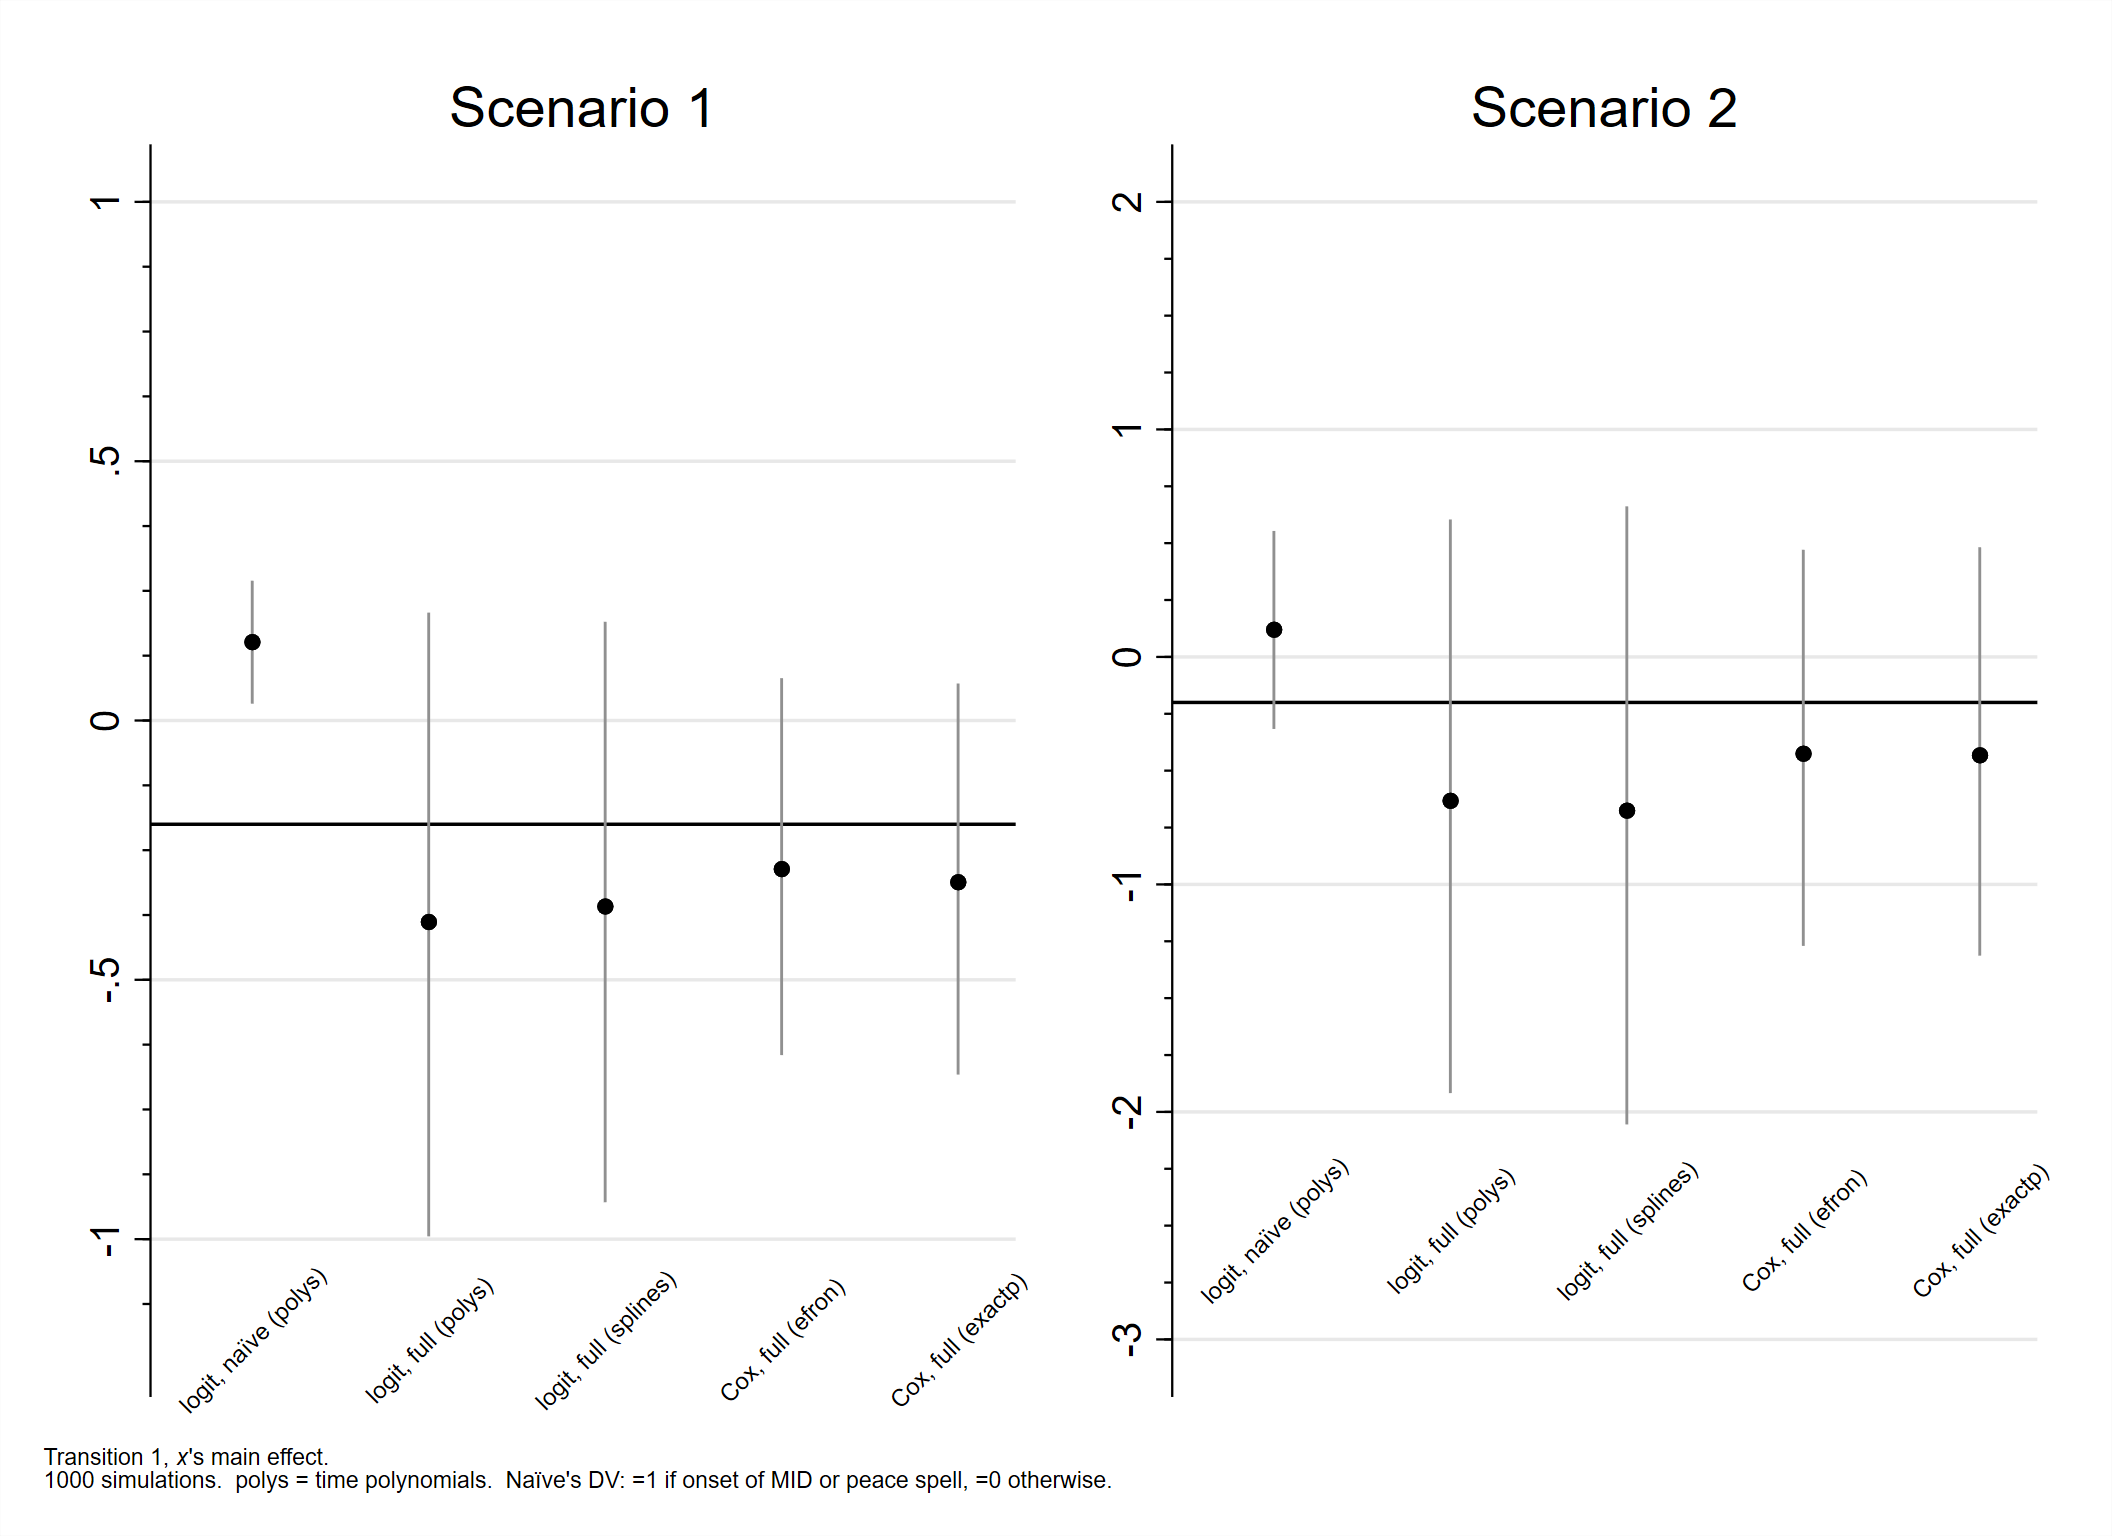 Scenario 1
1
.5
0
-.5
-1
logit, naïve (polys)
logit, full (polys)
logit, full (splines)
Cox, full (efron)
Cox, full (exactp)
Scenario 2
2
1
0
-1
-2
-3
logit, naïve (polys)
logit, full (polys)
logit, full (splines)
Cox, full (efron)
Cox, full (exactp)
Transition 1, x's main effect.
1000 simulations.  polys = time polynomials.  Naïve's DV: =1 if onset of MID or peace spell, =0 otherwise.